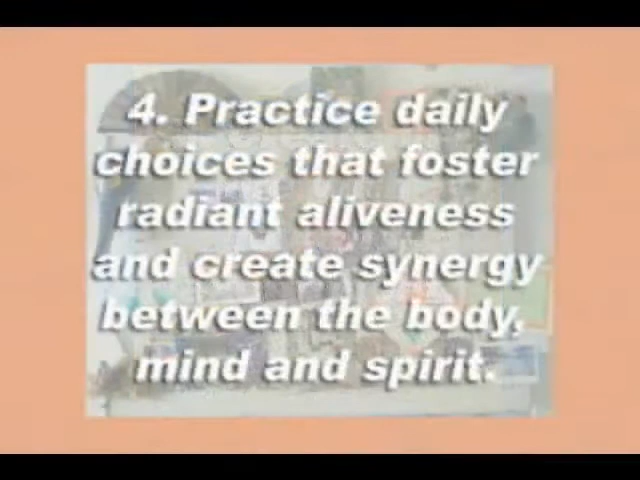 4. Practice daily
choices that foster
radiant aliveness
and create synergy
between the body,
mind and spirit.